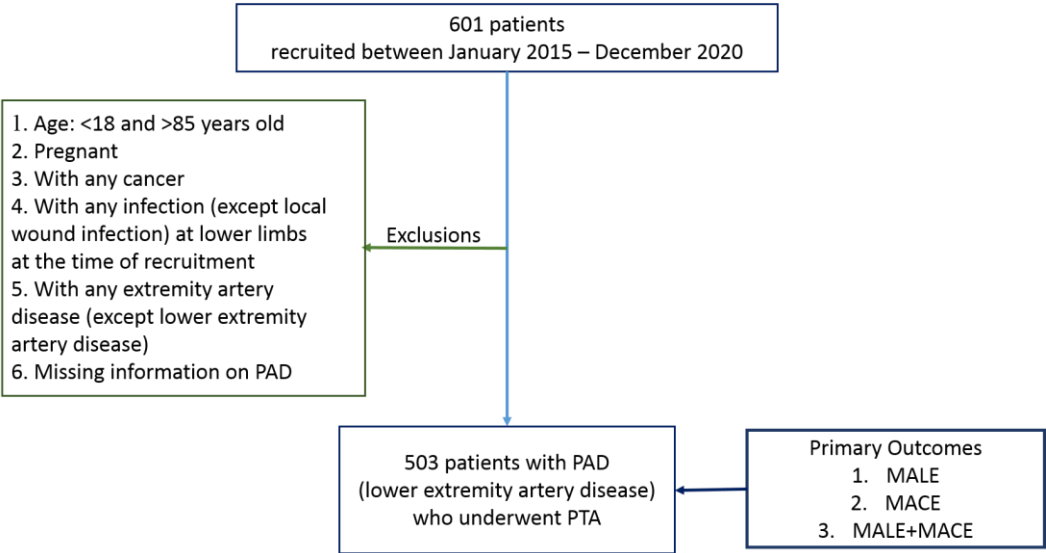 601 patients
recruited between January 2015 – December 2020
1. Age: <18 and >85 years old
2. Pregnant
3. With any cancer
4. With any infection (except local
wound infection) at lower limbs
at the time of recruitment
5. With any extremity artery
disease (except lower extremity
artery disease)
6. Missing information on PAD
Exclusions
503 patients with PAD
(lower extremity artery disease)
who underwent PTA
Primary Outcomes
1. MALE
2. MACE
3. MALE+MACE